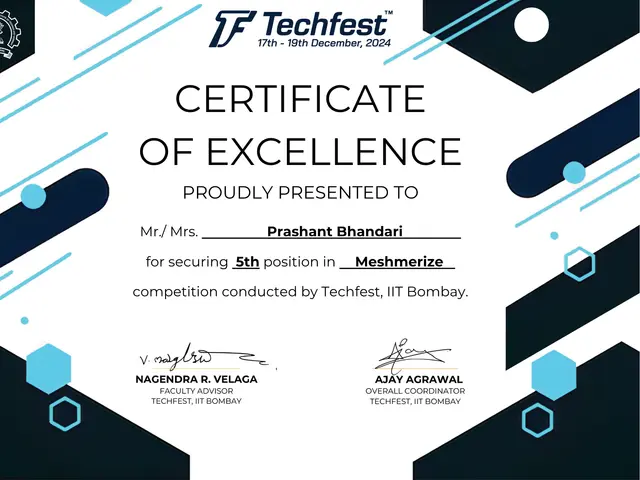 Techfest™
17th - 19th December, 2024
CERTIFICATE
OF EXCELLENCE
PROUDLY PRESENTED TO
Mr./ Mrs. Prashant Bhandari
for securing 5th position in Meshmerize
competition conducted by Techfest, IIT Bombay.
NAGENDRA R. VELAGA
FACULTY ADVISOR
TECHFEST, IIT BOMBAY
AJAY AGRAWAL
OVERALL COORDINATOR
TECHFEST, IIT BOMBAY